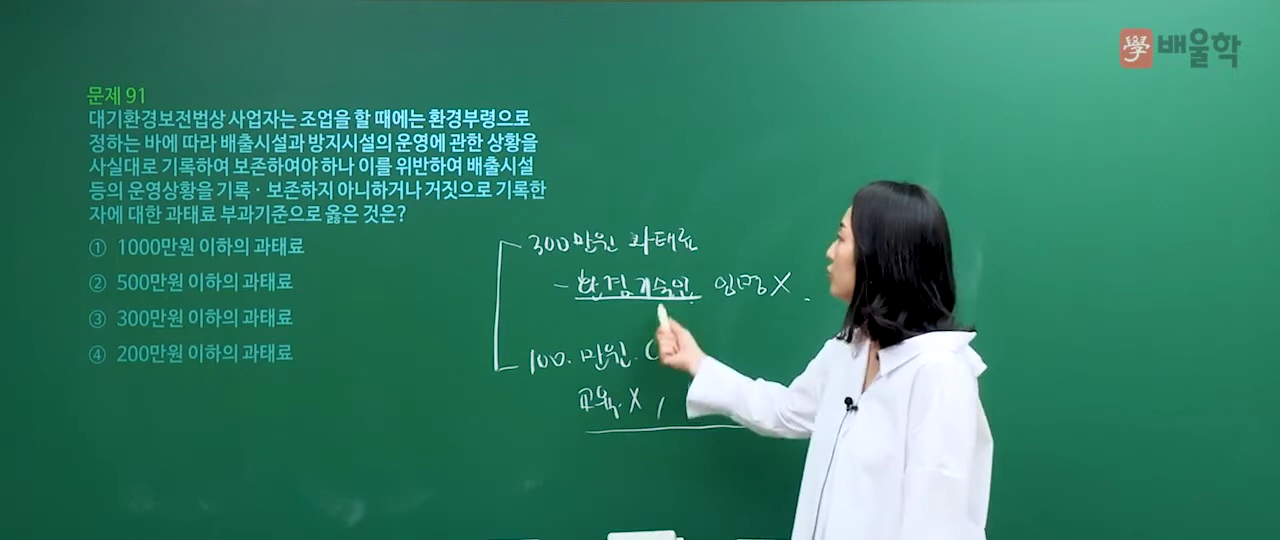 學 배울학
문제 91
대기환경보전법상 사업자는 조업을 할 때에는 환경부령으로
정하는 바에 따라 배출시설과 방지시설의 운영에 관한 상황을
사실대로 기록하여 보존하여야 하나 이를 위반하여 배출시설
등의 운영상황을 기록 · 보존하지 아니하거나 거짓으로 기록한
자에 대한 과태료 부과기준으로 옳은 것은?
① 1000만원 이하의 과태료
② 500만원 이하의 과태료
③ 300만원 이하의 과태료
④ 200만원 이하의 과태료
300만원 과태료
- 환경기술인 임명 X .
100. 만원.
교육. X ,